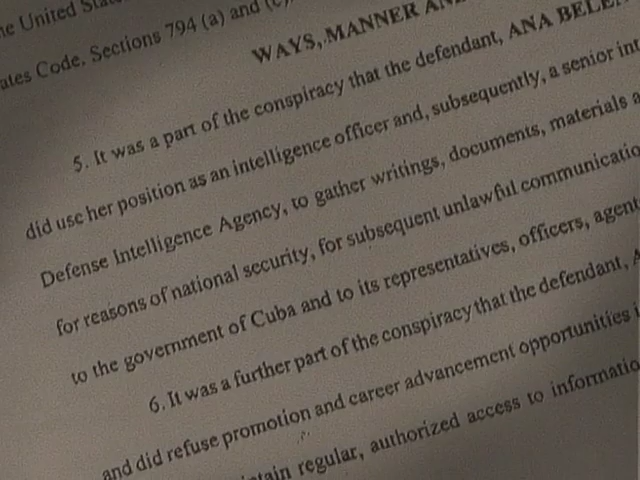 he United States
ates Code, Sections 794 (a) and (c),
WAYS, MANNER AN
5. It was a part of the conspiracy that the defendant, ANA BELEN
did use her position as an intelligence officer and, subsequently, a senior int
Defense Intelligence Agency, to gather writings, documents, materials a
for reasons of national security, for subsequent unlawful communicatio
to the government of Cuba and to its representatives, officers, agent
6. It was a further part of the conspiracy that the defendant, A
and did refuse promotion and career advancement opportunities i
tain regular, authorized access to informatio